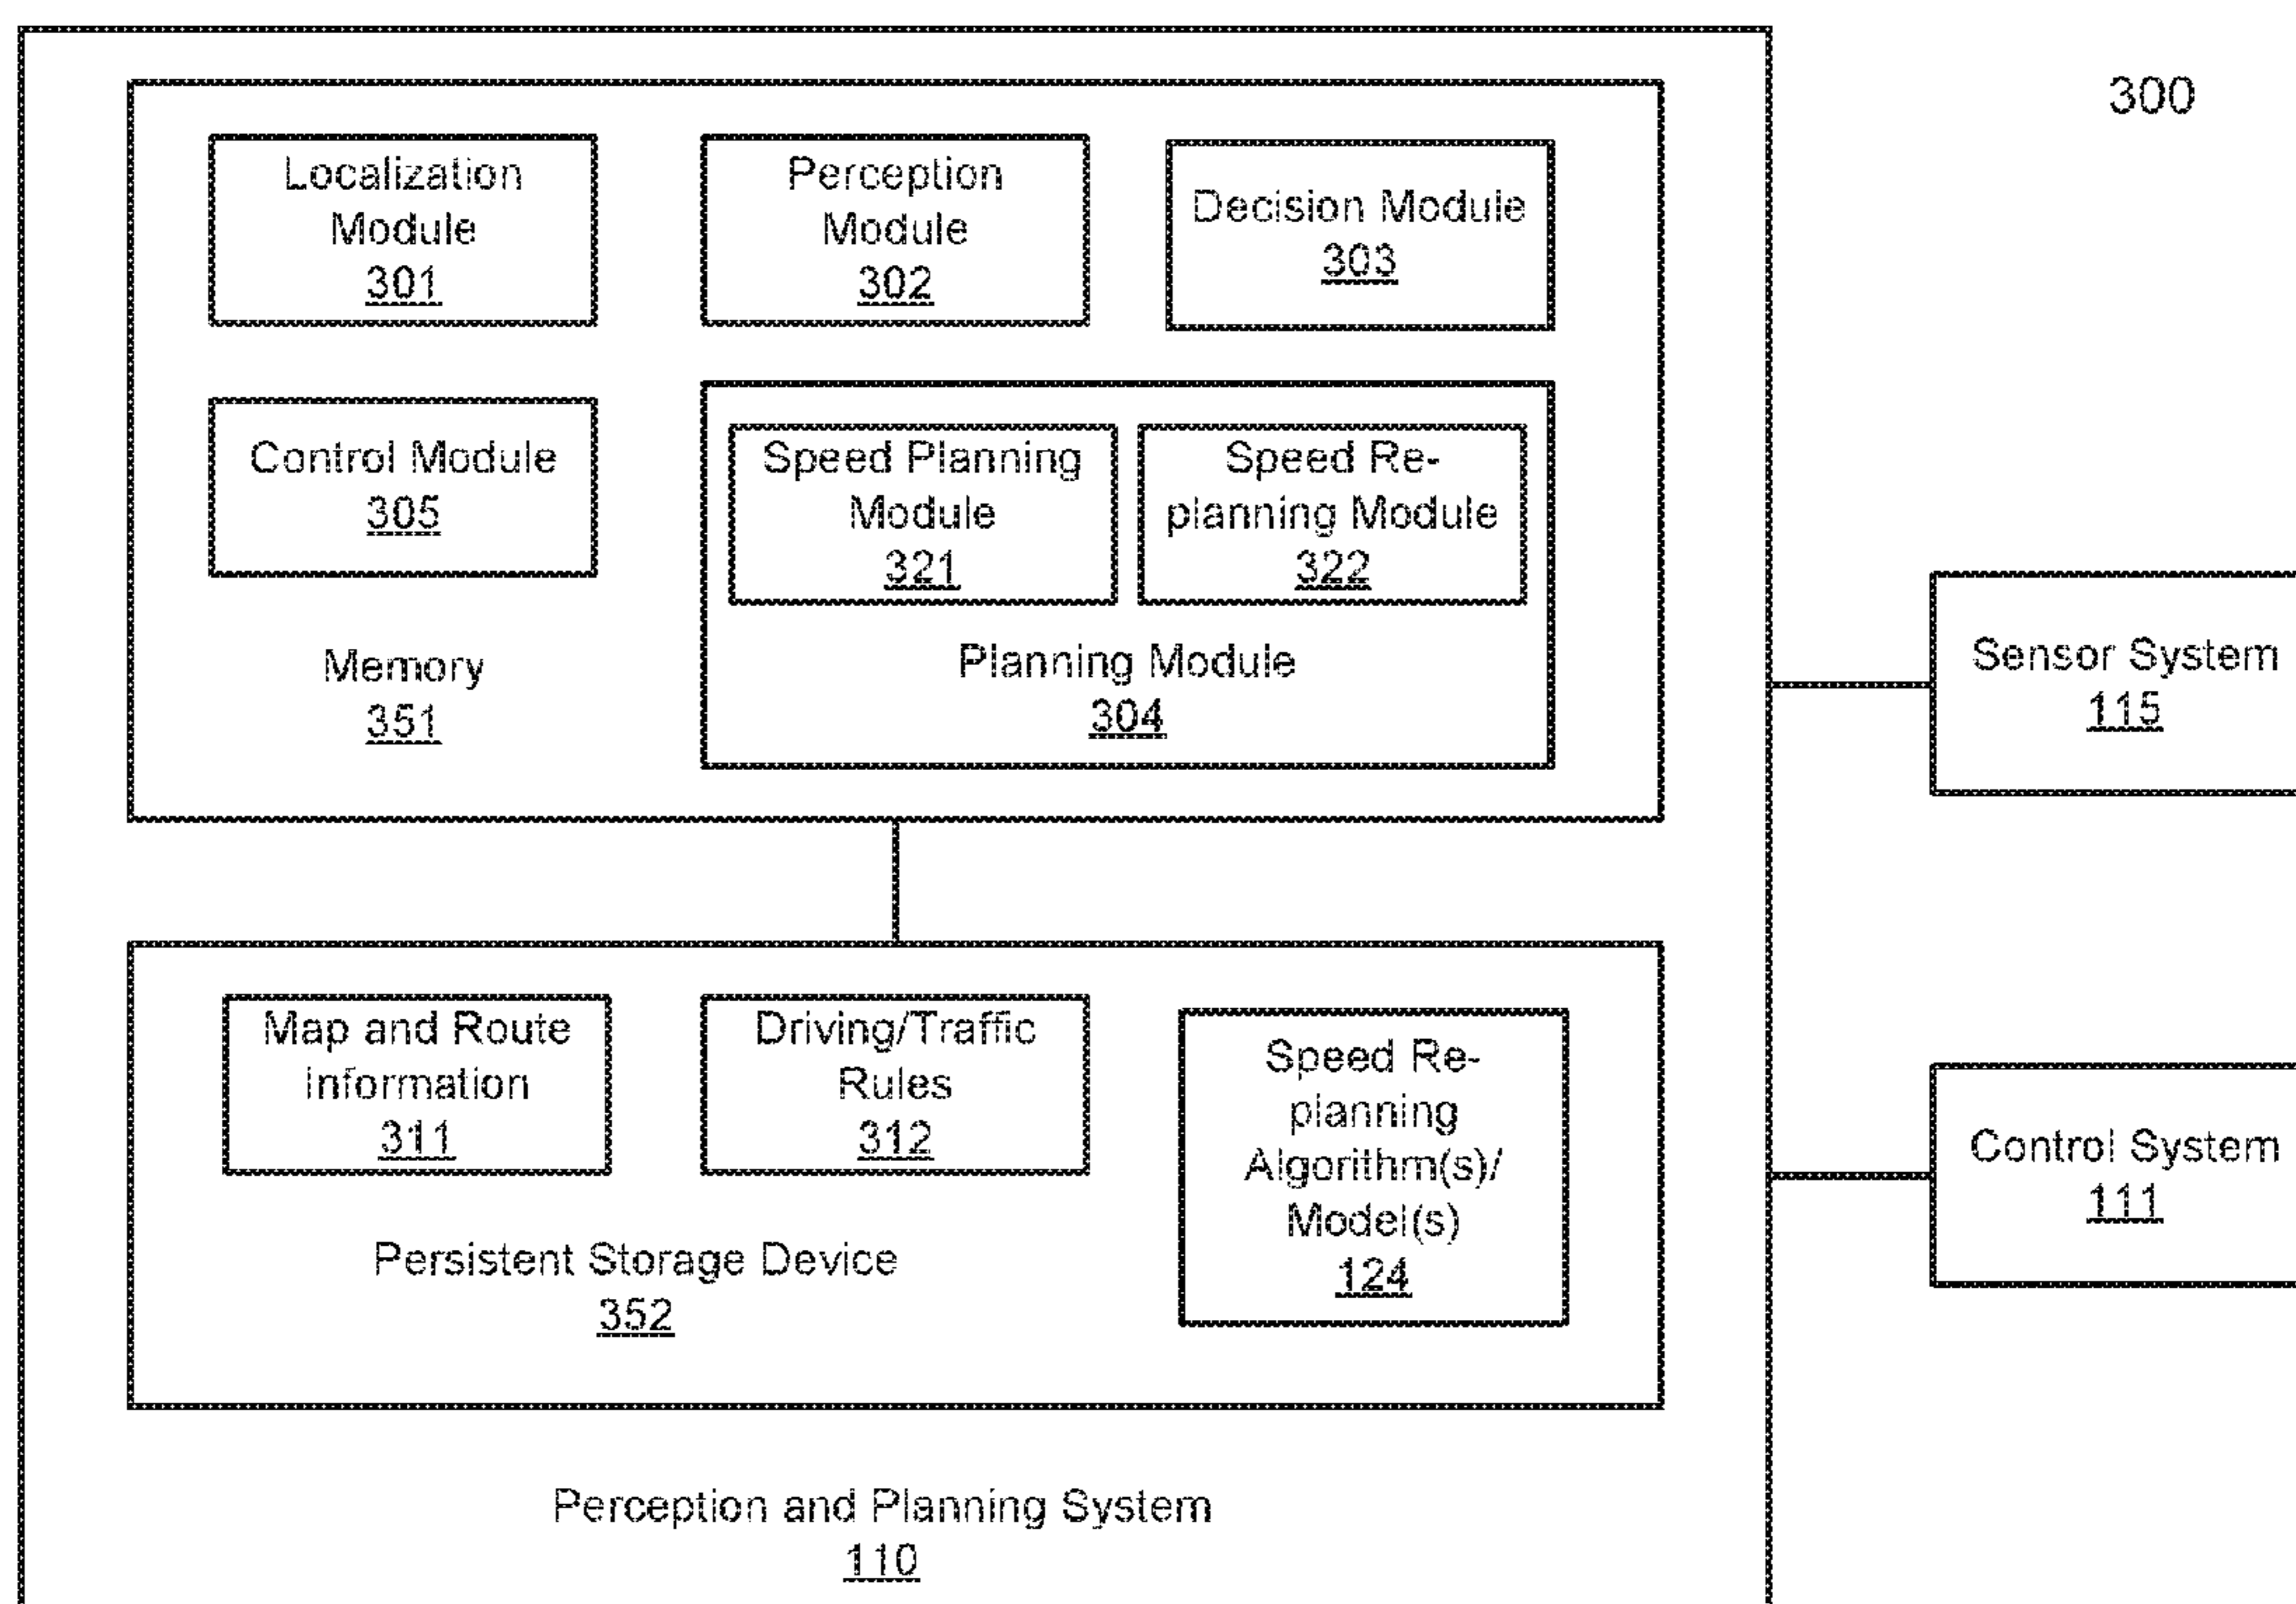 300
Localization
Module
301
Perception
Module
302
Decision Module
303
Control Module
305
Speed Planning
Module
321
Speed Re-
planning Module
322
Memory
351
Planning Module
304
Sensor System
115
Map and Route
Information
311
Driving/Traffic
Rules
312
Speed Re-
planning
Algorithm(s)/
Model(s)
124
Persistent Storage Device
352
Control System
111
Perception and Planning System
110